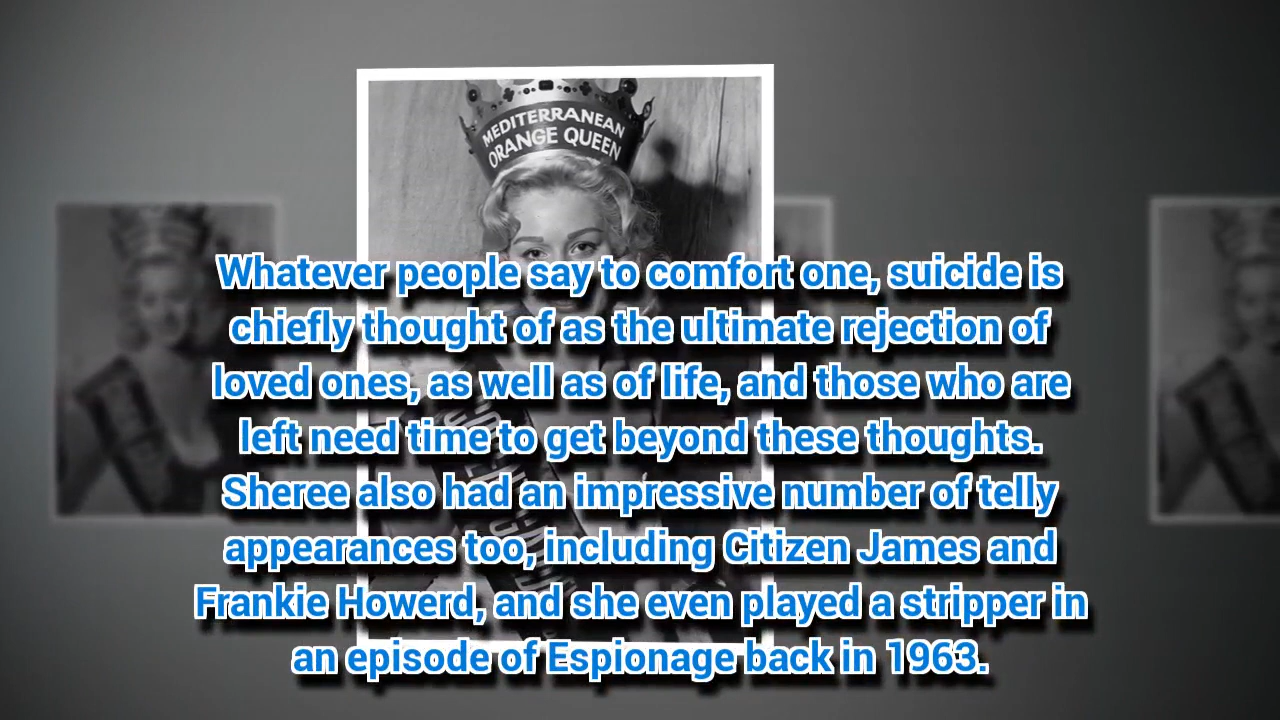 MEDITERRANEAN
ORANGE QUEEN
Whatever people say to comfort one, suicide is
chiefly thought of as the ultimate rejection of
loved ones, as well as of life, and those who are
left need time to get beyond these thoughts.
Sheree also had an impressive number of telly
appearances too, including Citizen James and
Frankie Howerd, and she even played a stripper in
an episode of Espionage back in 1963.